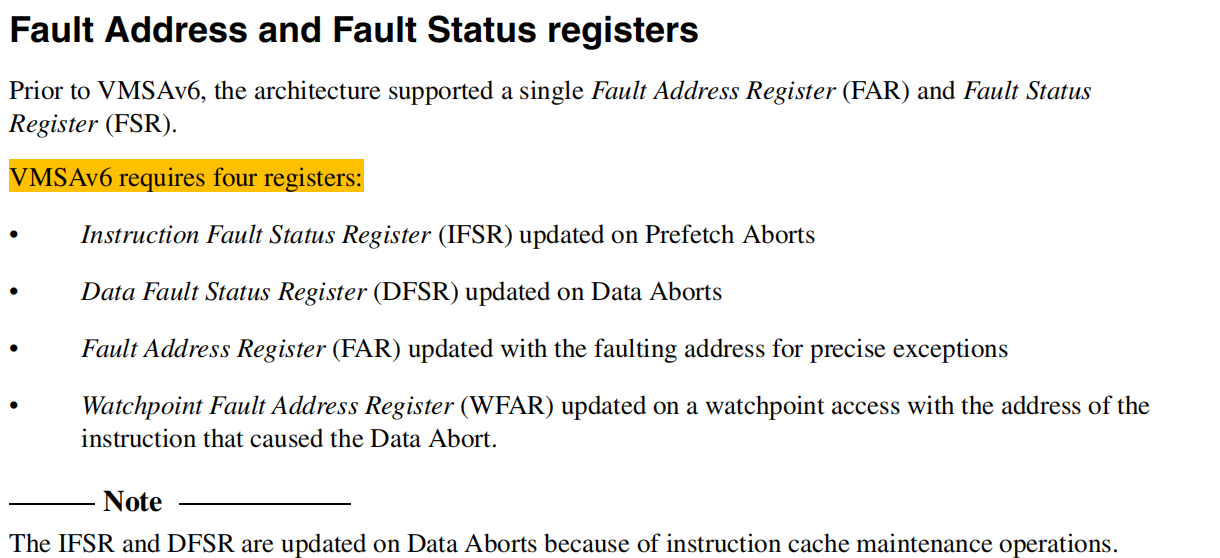 Fault Address and Fault Status registers
Prior to VMSAv6, the architecture supported a single Fault Address Register (FAR) and Fault Status
Register (FSR).
VMSAv6 requires four registers:
• Instruction Fault Status Register (IFSR) updated on Prefetch Aborts
• Data Fault Status Register (DFSR) updated on Data Aborts
• Fault Address Register (FAR) updated with the faulting address for precise exceptions
• Watchpoint Fault Address Register (WFAR) updated on a watchpoint access with the address of the
instruction that caused the Data Abort.
Note
The IFSR and DFSR are updated on Data Aborts because of instruction cache maintenance operations.